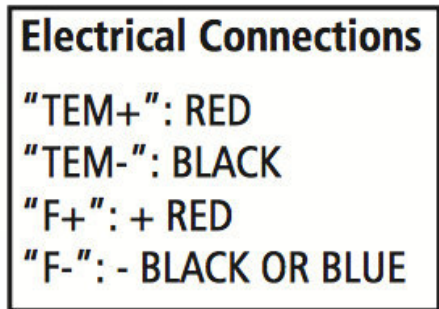 Electrical Connections
"TEM+": RED
"TEM-": BLACK
"F+": + RED
"F-": - BLACK OR BLUE